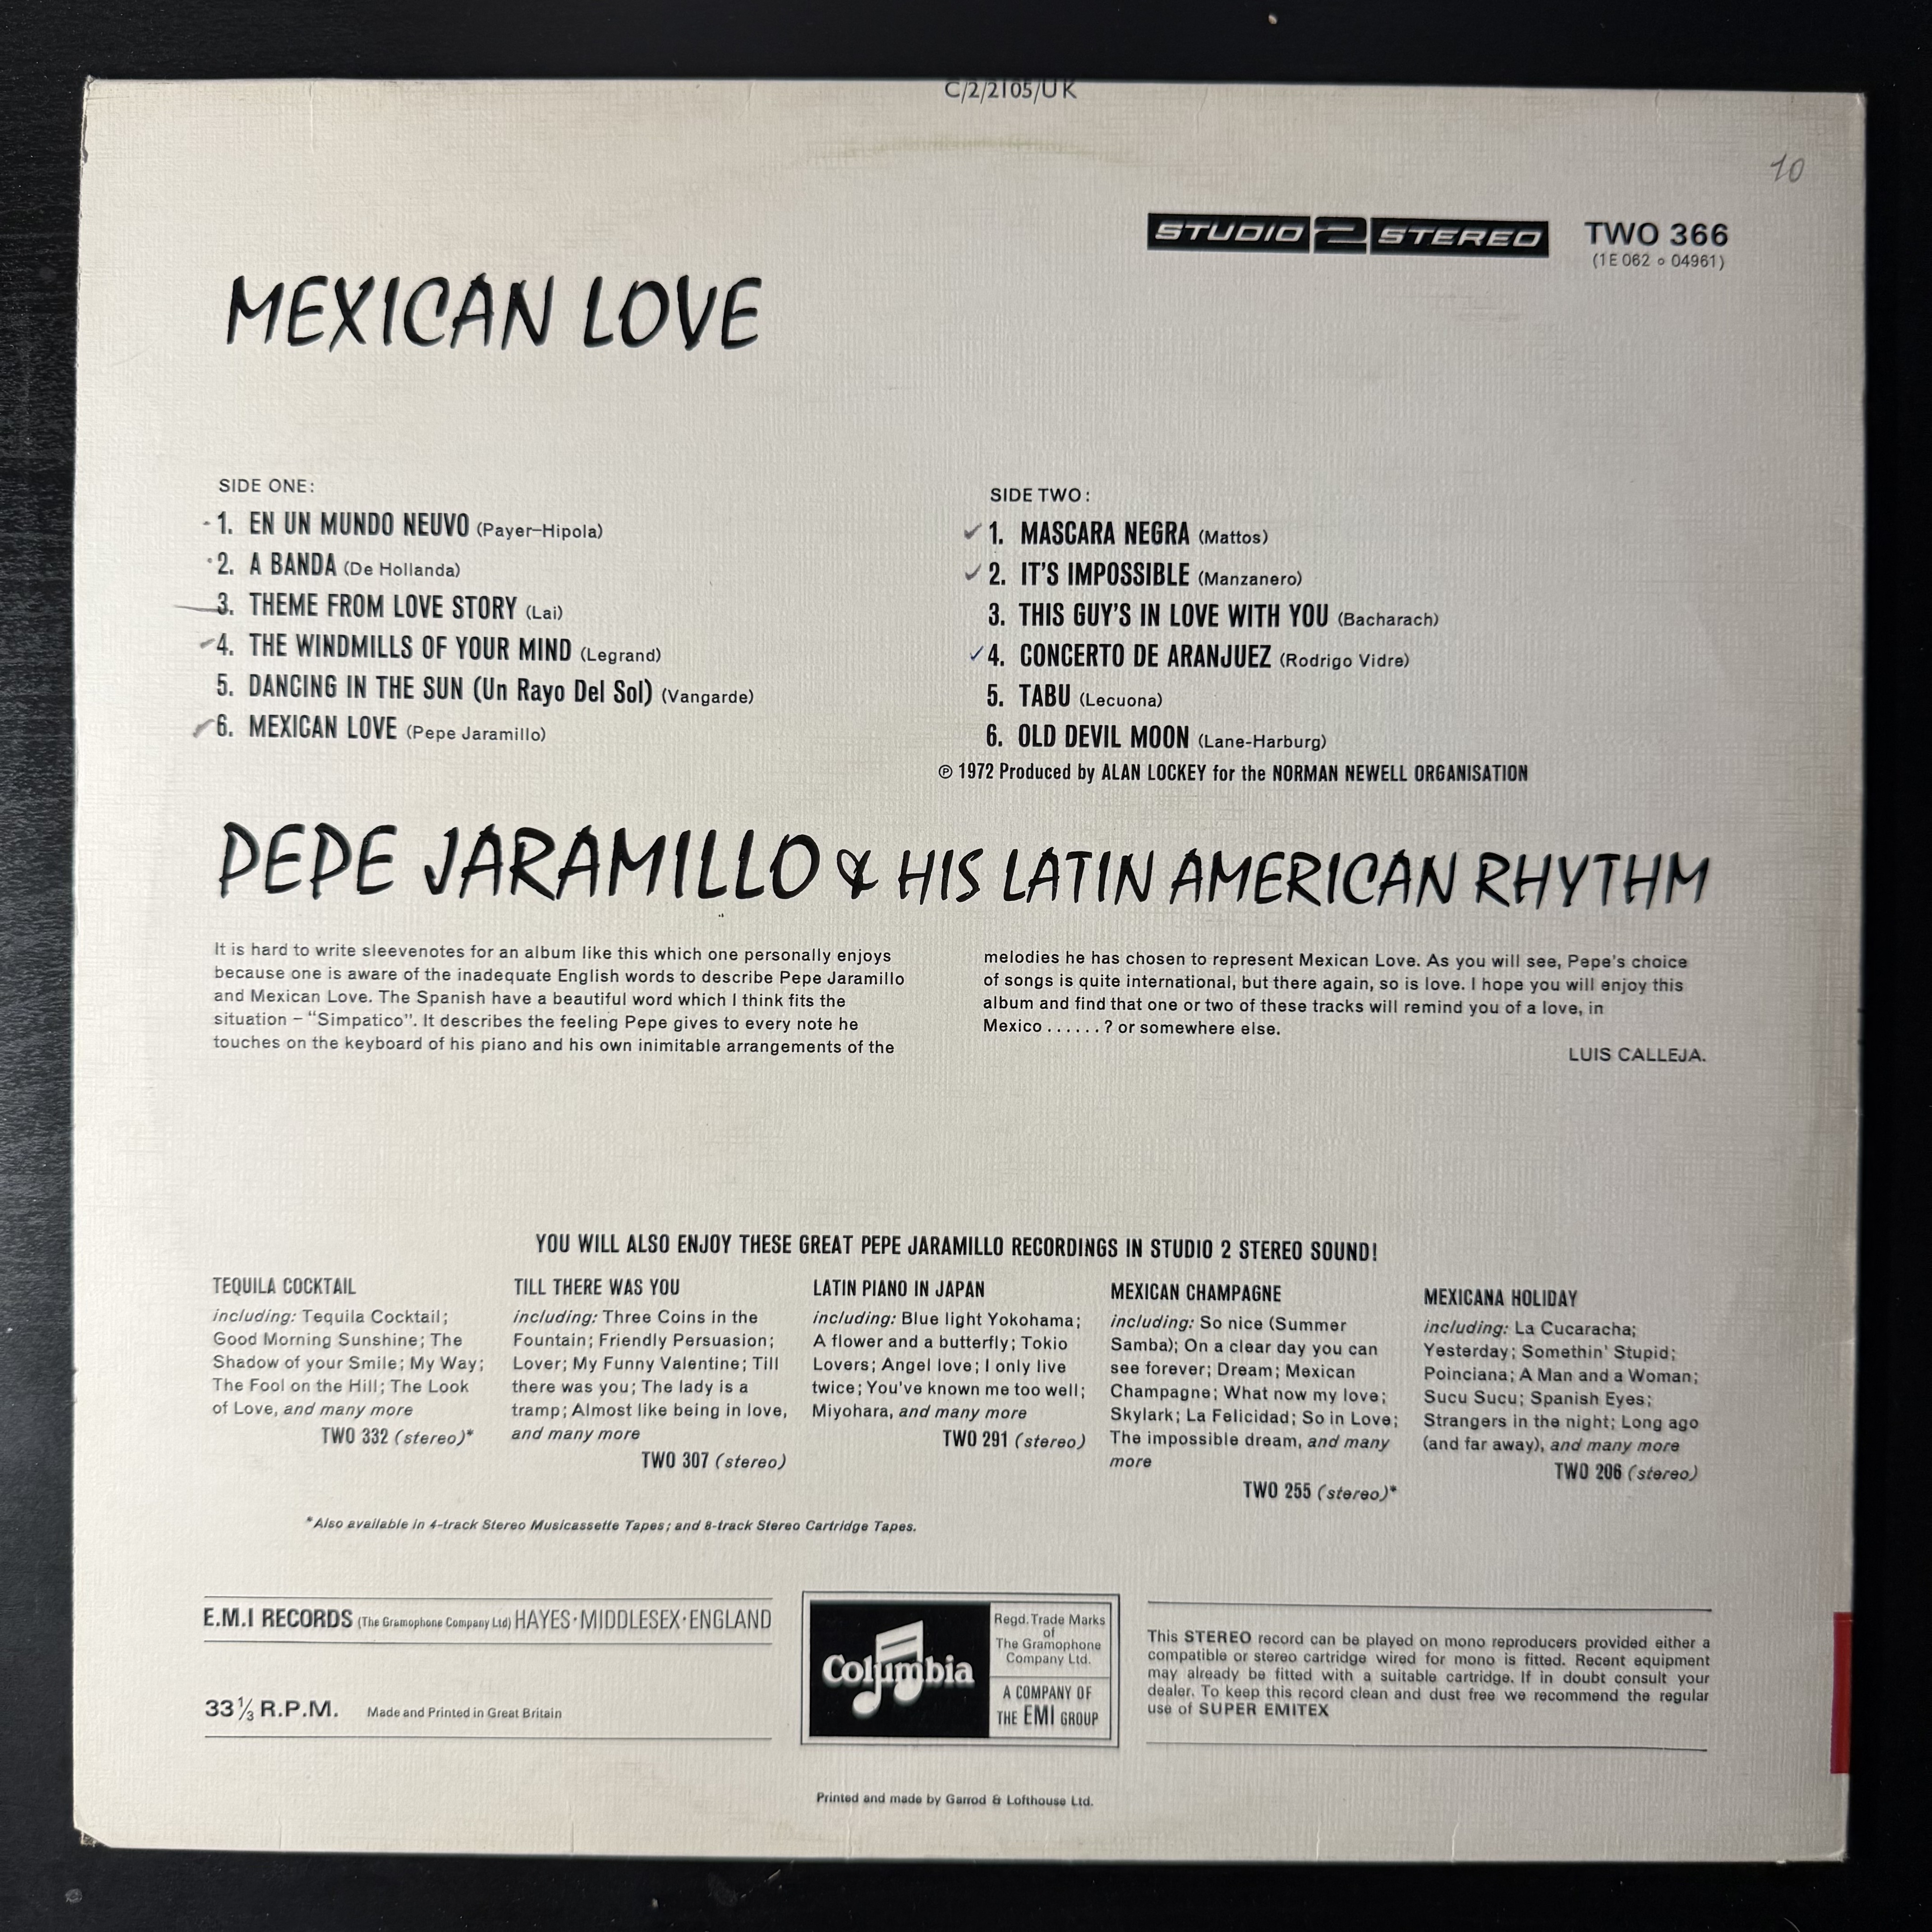 C/2/2105/UK
10
STUDIO 2 STEREO
TWO 366
(1E 062 o 04961)
MEXICAN LOVE
SIDE ONE:
1. EN UN MUNDO NEUVO (Payer-Hipola)
2. A BANDA (De Hollanda)
3. THEME FROM LOVE STORY (Lai)
4. THE WINDMILLS OF YOUR MIND (Legrand)
5. DANCING IN THE SUN (Un Rayo Del Sol) (Vangarde)
6. MEXICAN LOVE (Pepe Jaramillo)
SIDE TWO:
1. MASCARA NEGRA (Mattos)
2. IT'S IMPOSSIBLE (Manzanero)
3. THIS GUY'S IN LOVE WITH YOU (Bacharach)
4. CONCERTO DE ARANJUEZ (Rodrigo Vidre)
5. TABU (Lecuona)
6. OLD DEVIL MOON (Lane-Harburg)
℗ 1972 Produced by ALAN LOCKEY for the NORMAN NEWELL ORGANISATION
PEPE JARAMILLO & HIS LATIN AMERICAN RHYTHM
It is hard to write sleevenotes for an album like this which one personally enjoys
because one is aware of the inadequate English words to describe Pepe Jaramillo
and Mexican Love. The Spanish have a beautiful word which I think fits the
situation – “Simpatico”. It describes the feeling Pepe gives to every note he
touches on the keyboard of his piano and his own inimitable arrangements of the
melodies he has chosen to represent Mexican Love. As you will see, Pepe's choice
of songs is quite international, but there again, so is love. I hope you will enjoy this
album and find that one or two of these tracks will remind you of a love, in
Mexico ......? or somewhere else.
LUIS CALLEJA.
YOU WILL ALSO ENJOY THESE GREAT PEPE JARAMILLO RECORDINGS IN STUDIO 2 STEREO SOUND!
TEQUILA COCKTAIL
including: Tequila Cocktail;
Good Morning Sunshine; The
Shadow of your Smile; My Way;
The Fool on the Hill; The Look
of Love, and many more
TWO 332 (stereo)*
TILL THERE WAS YOU
including: Three Coins in the
Fountain; Friendly Persuasion;
Lover; My Funny Valentine; Till
there was you; The lady is a
tramp; Almost like being in love,
and many more
TWO 307 (stereo)
LATIN PIANO IN JAPAN
including: Blue light Yokohama;
A flower and a butterfly; Tokio
Lovers; Angel love; I only live
twice; You've known me too well;
Miyohara, and many more
TWO 291 (stereo)
MEXICAN CHAMPAGNE
including: So nice (Summer
Samba); On a clear day you can
see forever; Dream; Mexican
Champagne; What now my love;
Skylark; La Felicidad; So in Love;
The impossible dream, and many
more
TWO 255 (stereo)*
MEXICANA HOLIDAY
including: La Cucaracha;
Yesterday; Somethin' Stupid;
Poinciana; A Man and a Woman;
Sucu Sucu; Spanish Eyes;
Strangers in the night; Long ago
(and far away), and many more
TWO 206 (stereo)
*Also available in 4-track Stereo Musicassette Tapes; and 8-track Stereo Cartridge Tapes.
E.M.I RECORDS (The Gramophone Company Ltd) HAYES·MIDDLESEX·ENGLAND
33⅓ R.P.M. Made and Printed in Great Britain
Columbia
Regd. Trade Marks
of
The Gramophone
Company Ltd.
A COMPANY OF
THE EMI GROUP
This STEREO record can be played on mono reproducers provided either a
compatible or stereo cartridge wired for mono is fitted. Recent equipment
may already be fitted with a suitable cartridge. If in doubt consult your
dealer. To keep this record clean and dust free we recommend the regular
use of SUPER EMITEX
Printed and made by Garrod & Lofthouse Ltd.